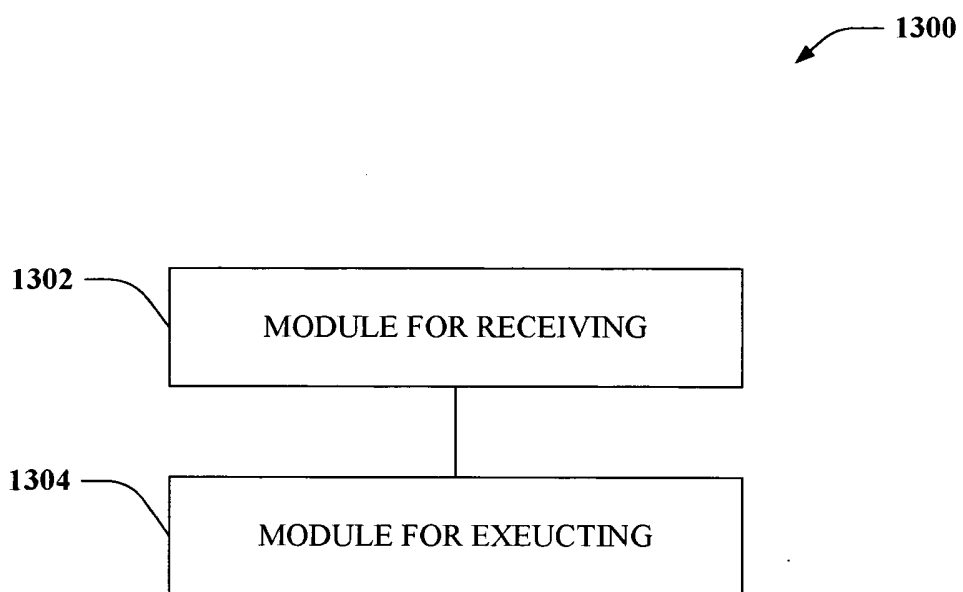 1300
1302
MODULE FOR RECEIVING
1304
MODULE FOR EXEUCTING